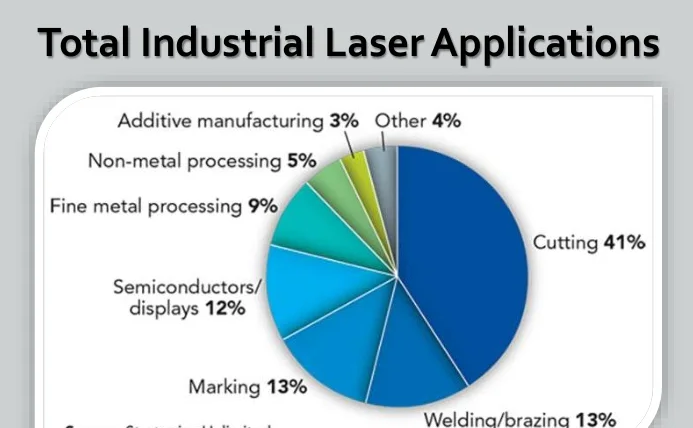 Total Industrial Laser Applications
Additive manufacturing 3%
Other 4%
Non-metal processing 5%
Fine metal processing 9%
Cutting 41%
Semiconductors/
displays 12%
Marking 13%
Welding/brazing 13%